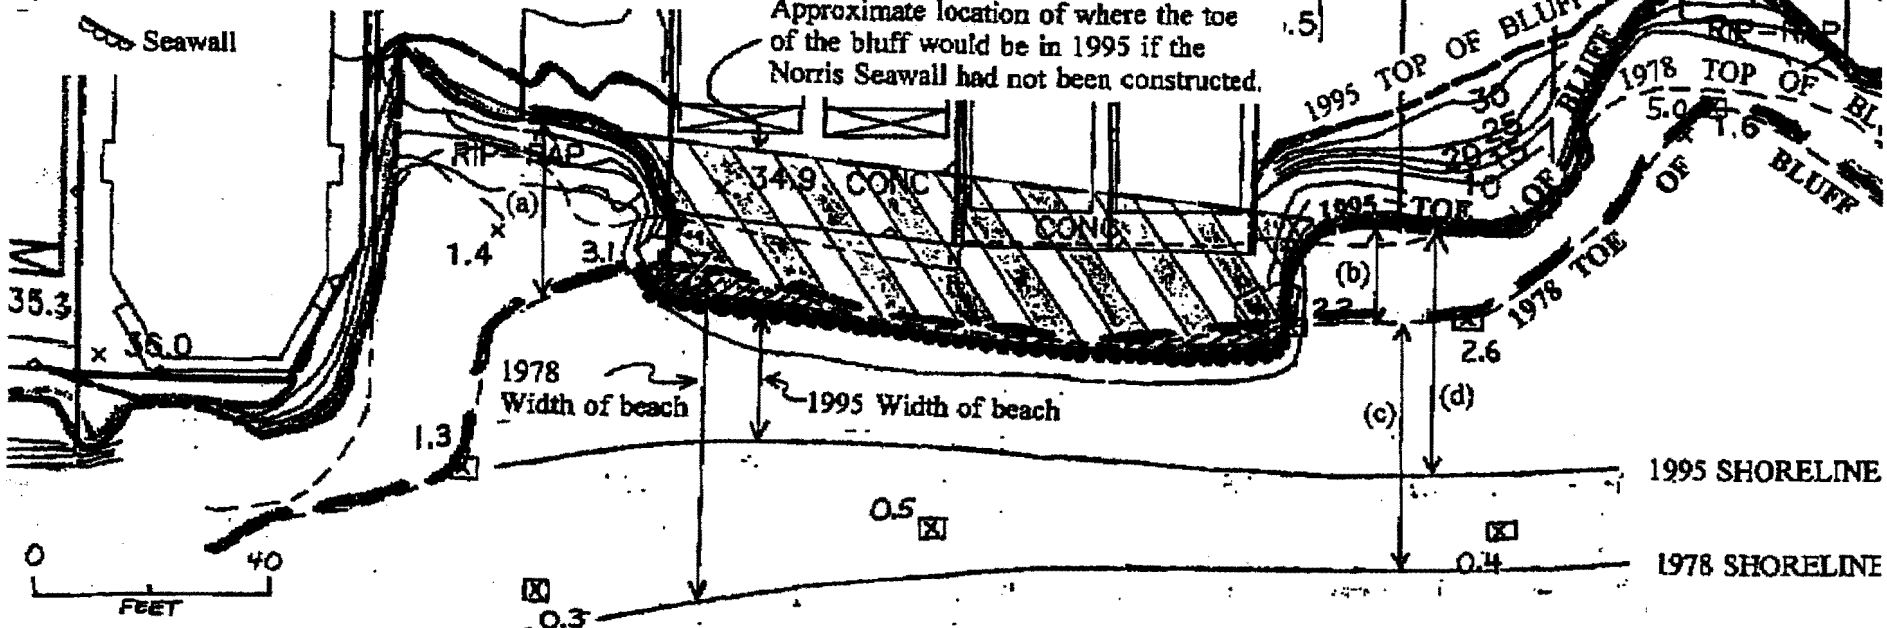 Seawall
Approximate location of where the toe
of the bluff would be in 1995 if the
Norris Seawall had not been constructed.
.5]
1995 TOP OF BLUFF
RIP-RAP
1978 TOP OF BL.
BLUFF
30
25
20
15
10
5.0
1.6
RIP-RAP
34.9
CONC
CONC
(a)
1.4
3.1
1995 TOE OF BLUFF
1978 TOE OF BLUFF
(b)
2.2
2.6
35.3
36.0
1978
Width of beach
1995 Width of beach
(c)
(d)
1.3
1995 SHORELINE
0.5
0
40
FEET
0.4
1978 SHORELINE
0.3